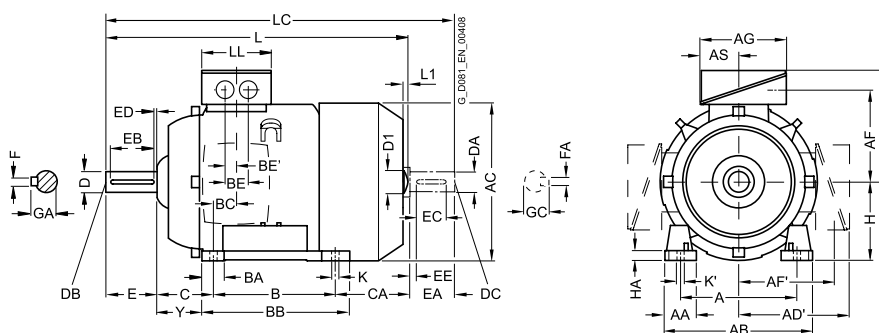 LC
L
LL
AG
AS
L1
G_D081_EN_00408
ED
EB
F
D
GA
BE'
BE
BC
D1
DA
AC
EC
FA
GC
AF
H
HA
BA
K
EE
K'
A
AF'
DB
E
C
B
CA
EA
DC
Y
BB
AA
AD'
AB